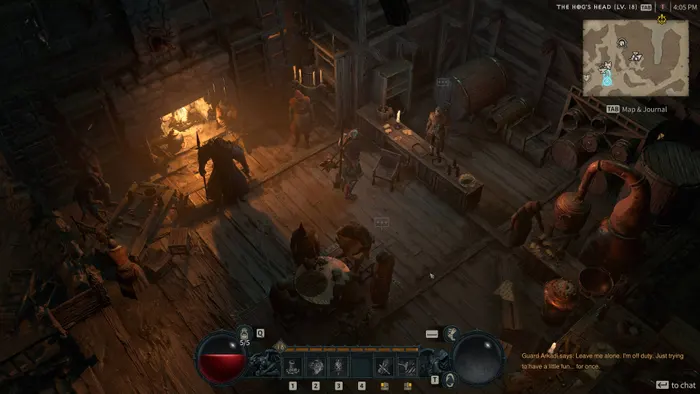 THE HOG'S HEAD (LV. 18) TAB 4:05 PM
TAB Map & Journal
Q
5/5
1 2 3 4
T
Guard Arkadi says: Leave me alone. I'm off duty. Just trying
to have a little fun... for once.
to chat